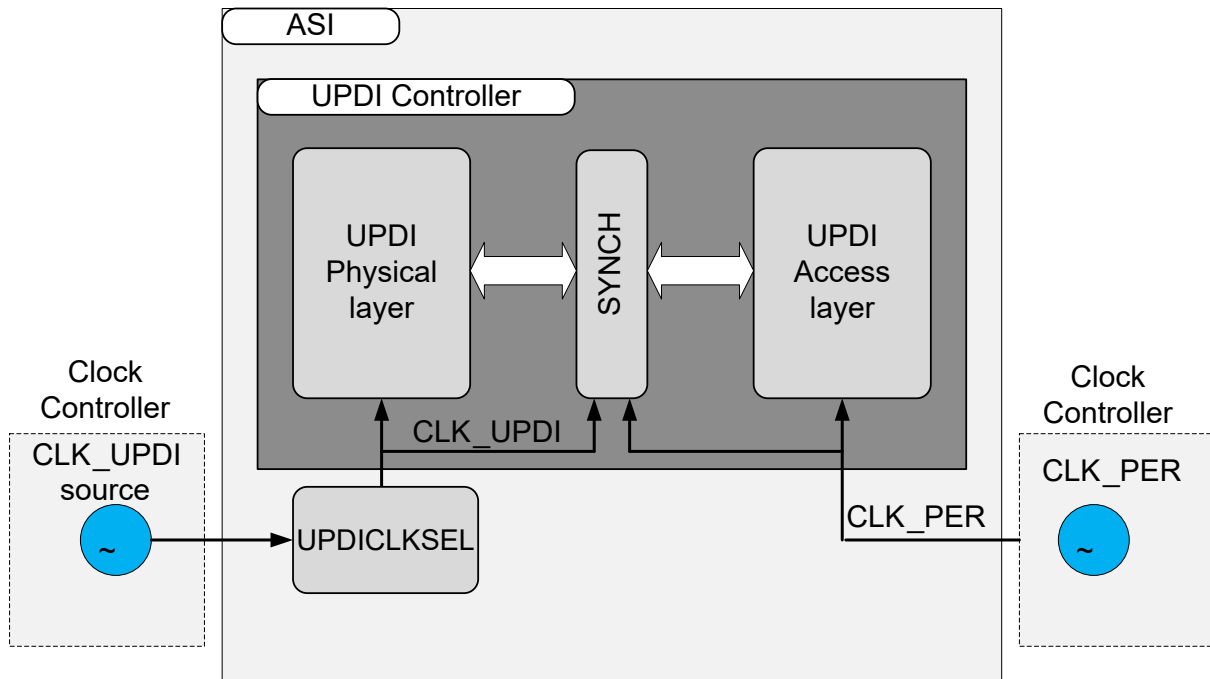 ASI
UPDI Controller
UPDI
Physical
layer
SYNCH
UPDI
Access
layer
Clock
Controller
CLK_UPDI
source
~
CLK_UPDI
UPDICLKSEL
CLK_PER
Clock
Controller
CLK_PER
~